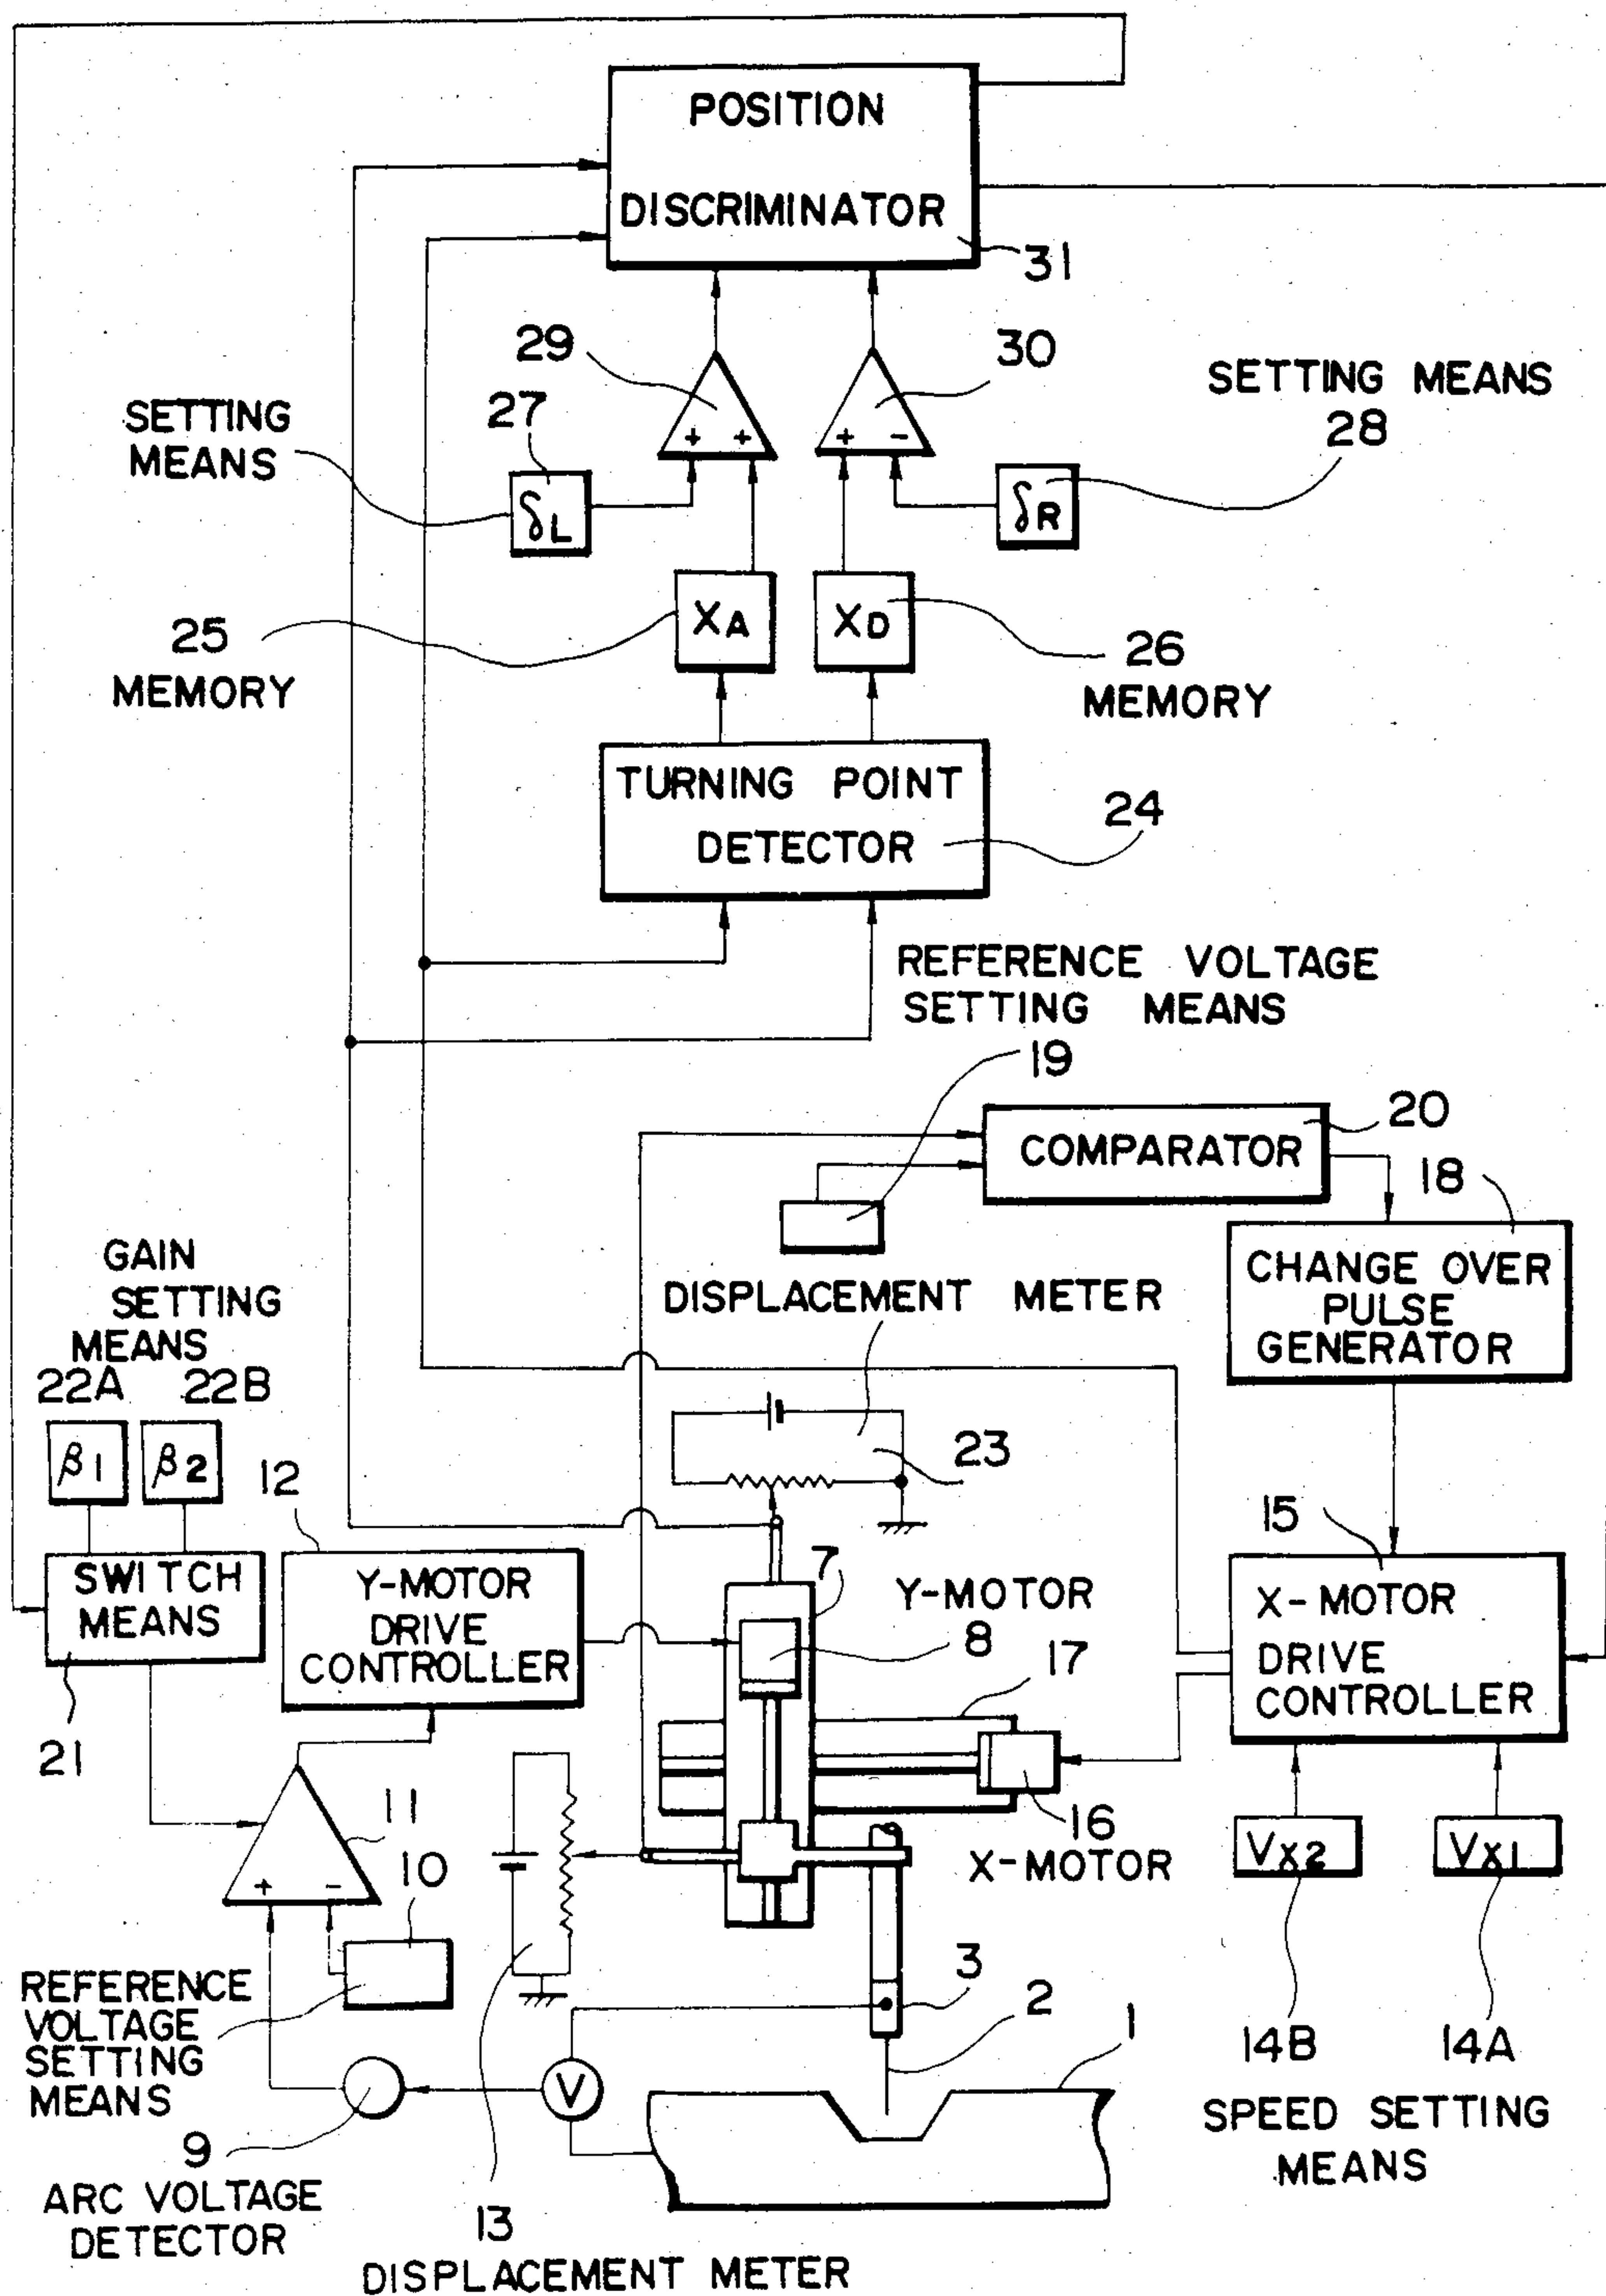 POSITION
DISCRIMINATOR
31
29
30
SETTING MEANS
28
SETTING
MEANS
27
+ +
+ -
δL
δR
25
MEMORY
XA
XD
26
MEMORY
TURNING POINT
DETECTOR
24
REFERENCE VOLTAGE
SETTING MEANS
19
COMPARATOR
20
18
CHANGE OVER
PULSE
GENERATOR
DISPLACEMENT METER
23
GAIN
SETTING
MEANS
22A 22B
β1 β2
12
SWITCH
MEANS
21
Y-MOTOR
DRIVE
CONTROLLER
7
Y-MOTOR
8
17
15
X-MOTOR
DRIVE
CONTROLLER
11
+ -
10
16
X-MOTOR
VX2
VX1
14B
14A
SPEED SETTING
MEANS
REFERENCE
VOLTAGE
SETTING
MEANS
3
2
1
V
9
ARC VOLTAGE
DETECTOR
13
DISPLACEMENT METER